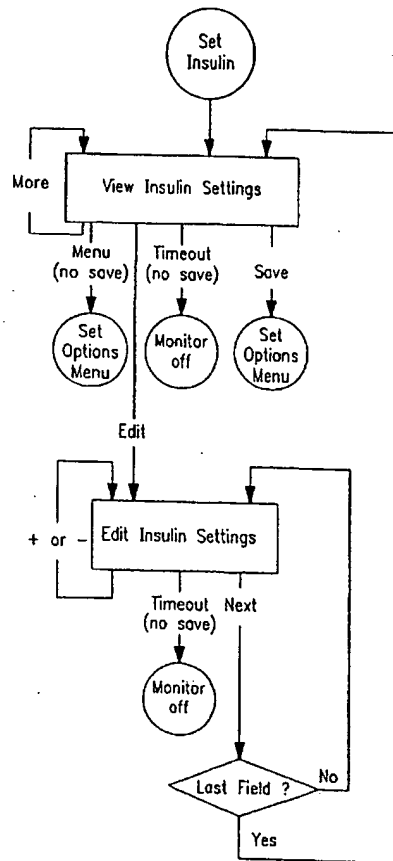 Set
Insulin
More
View Insulin Settings
Menu
(no save)
Timeout
(no save)
Save
Set
Options
Menu
Monitor
off
Set
Options
Menu
Edit
+ or -
Edit Insulin Settings
Timeout
(no save)
Next
Monitor
off
Last Field ?
No
Yes